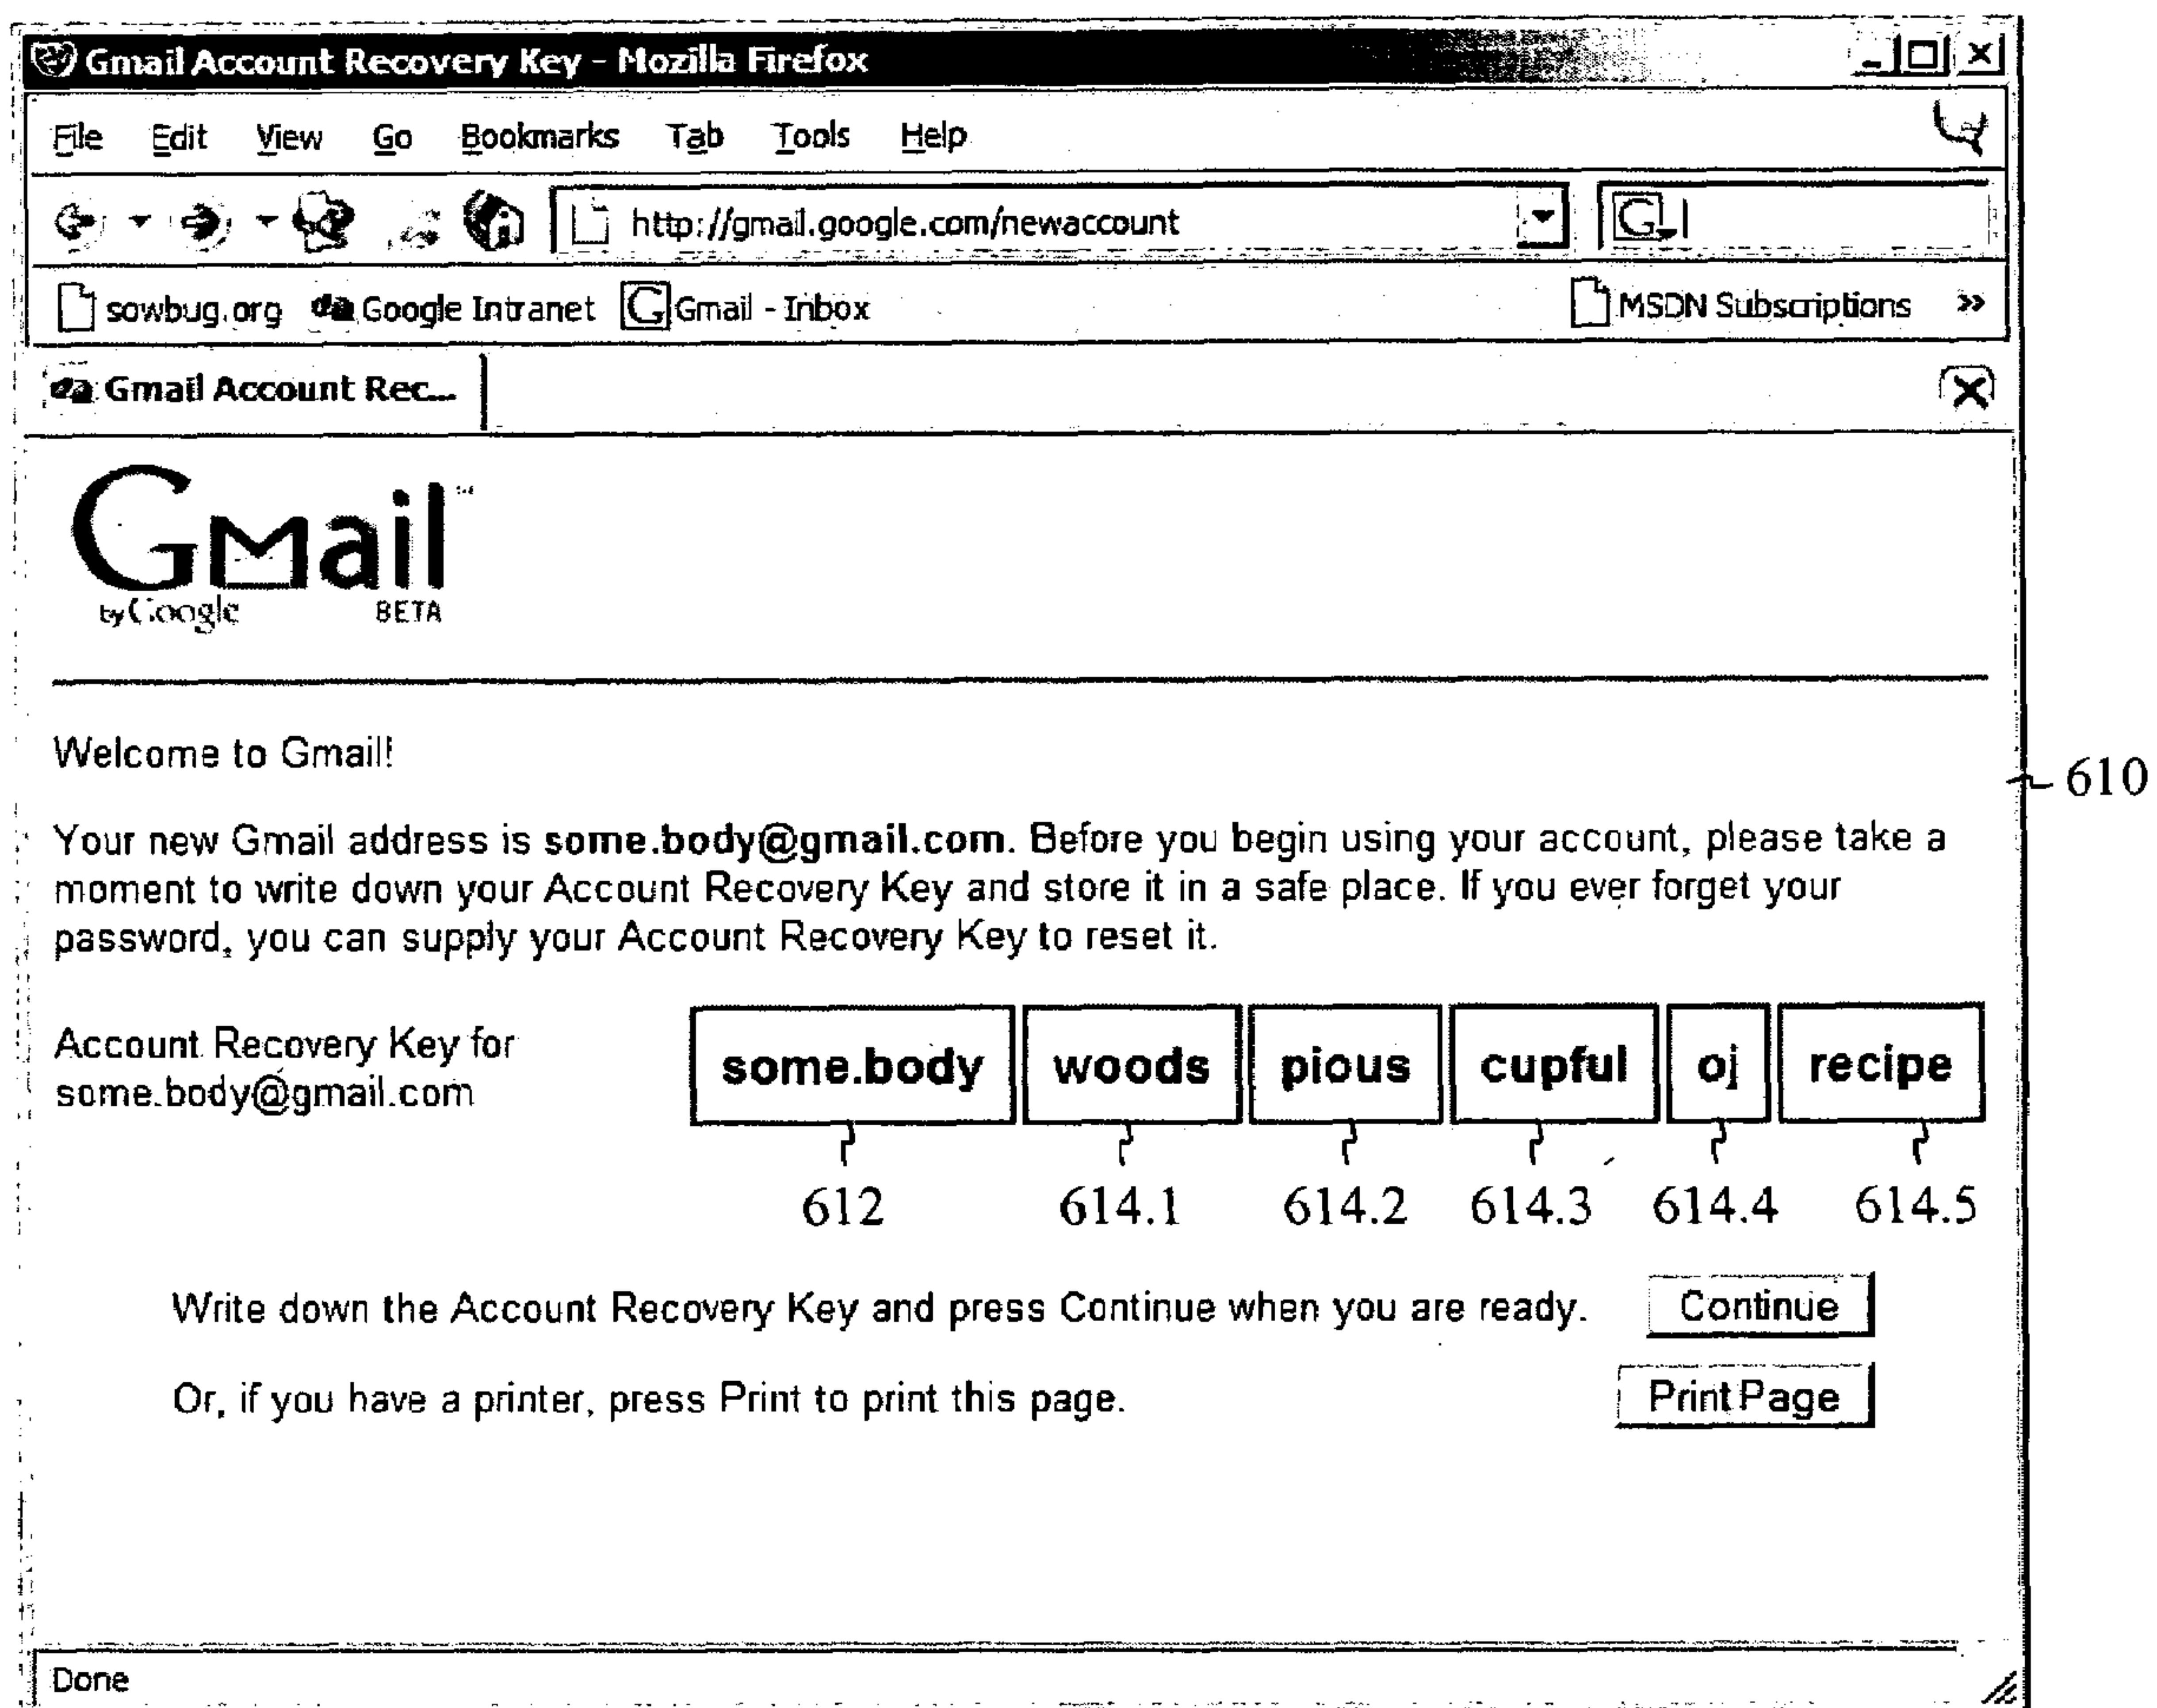 Gmail Account Recovery Key - Mozilla Firefox
File Edit View Go Bookmarks Tab Tools Help
http://gmail.google.com/newaccount G
sowbug.org Google Intranet G Gmail - Inbox MSDN Subscriptions »
Gmail Account Rec...
GMail
by Google BETA
Welcome to Gmail!
610
Your new Gmail address is some.body@gmail.com. Before you begin using your account, please take a
moment to write down your Account Recovery Key and store it in a safe place. If you ever forget your
password, you can supply your Account Recovery Key to reset it.
Account Recovery Key for
some.body@gmail.com
some.body woods pious cupful oj recipe
612 614.1 614.2 614.3 614.4 614.5
Write down the Account Recovery Key and press Continue when you are ready. Continue
Or, if you have a printer, press Print to print this page. Print Page
Done